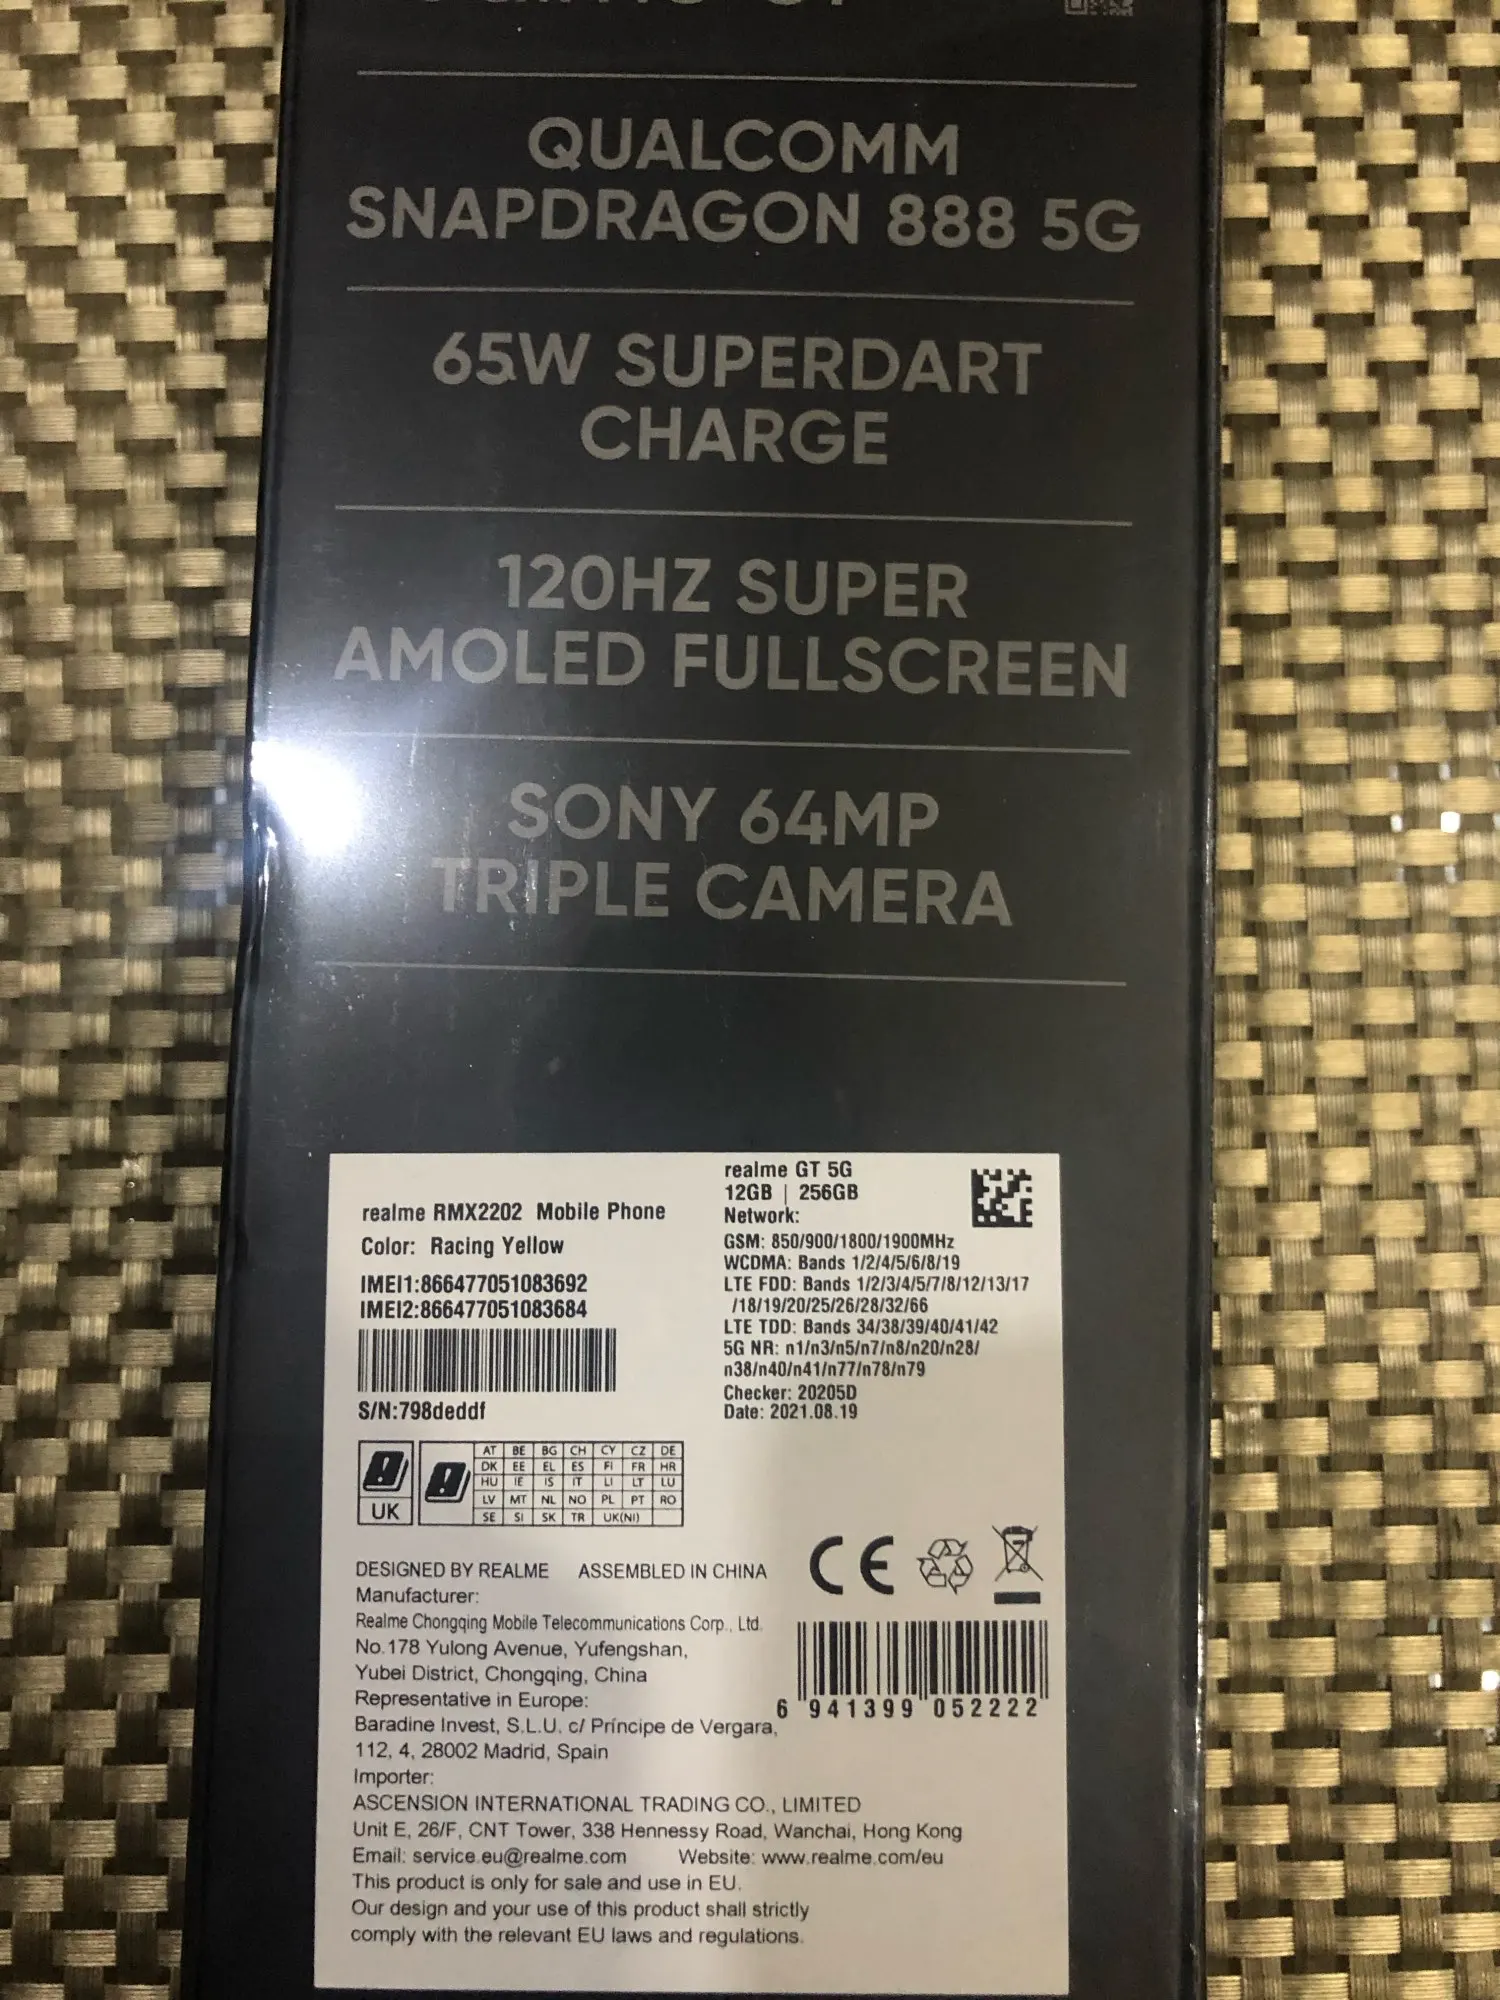 QUALCOMM
SNAPDRAGON 888 5G
65W SUPERDART
CHARGE
120HZ SUPER
AMOLED FULLSCREEN
SONY 64MP
TRIPLE CAMERA
realme RMX2202 Mobile Phone
Color: Racing Yellow
IMEI1:866477051083692
IMEI2:866477051083684
S/N:798deddf
realme GT 5G
12GB | 256GB
Network:
GSM: 850/900/1800/1900MHz
WCDMA: Bands 1/2/4/5/6/8/19
LTE FDD: Bands 1/2/3/4/5/7/8/12/13/17
/18/19/20/25/26/28/32/66
LTE TDD: Bands 34/38/39/40/41/42
5G NR: n1/n3/n5/n7/n8/n20/n28/
n38/n40/n41/n77/n78/n79
Checker: 20205D
Date: 2021.08.19
UK
AT BE BG CH CY CZ DE
DK EE EL ES FI FR HR
HU IE IS IT LI LT LU
LV MT NL NO PL PT RO
SE SI SK TR UK(NI)
CE
DESIGNED BY REALME ASSEMBLED IN CHINA
Manufacturer:
Realme Chongqing Mobile Telecommunications Corp., Ltd.
No.178 Yulong Avenue, Yufengshan,
Yubei District, Chongqing, China
Representative in Europe:
Baradine Invest, S.L.U. c/ Príncipe de Vergara,
112, 4, 28002 Madrid, Spain
6 941399 052222
Importer:
ASCENSION INTERNATIONAL TRADING CO., LIMITED
Unit E, 26/F, CNT Tower, 338 Hennessy Road, Wanchai, Hong Kong
Email: service.eu@realme.com Website: www.realme.com/eu
This product is only for sale and use in EU.
Our design and your use of this product shall strictly
comply with the relevant EU laws and regulations.